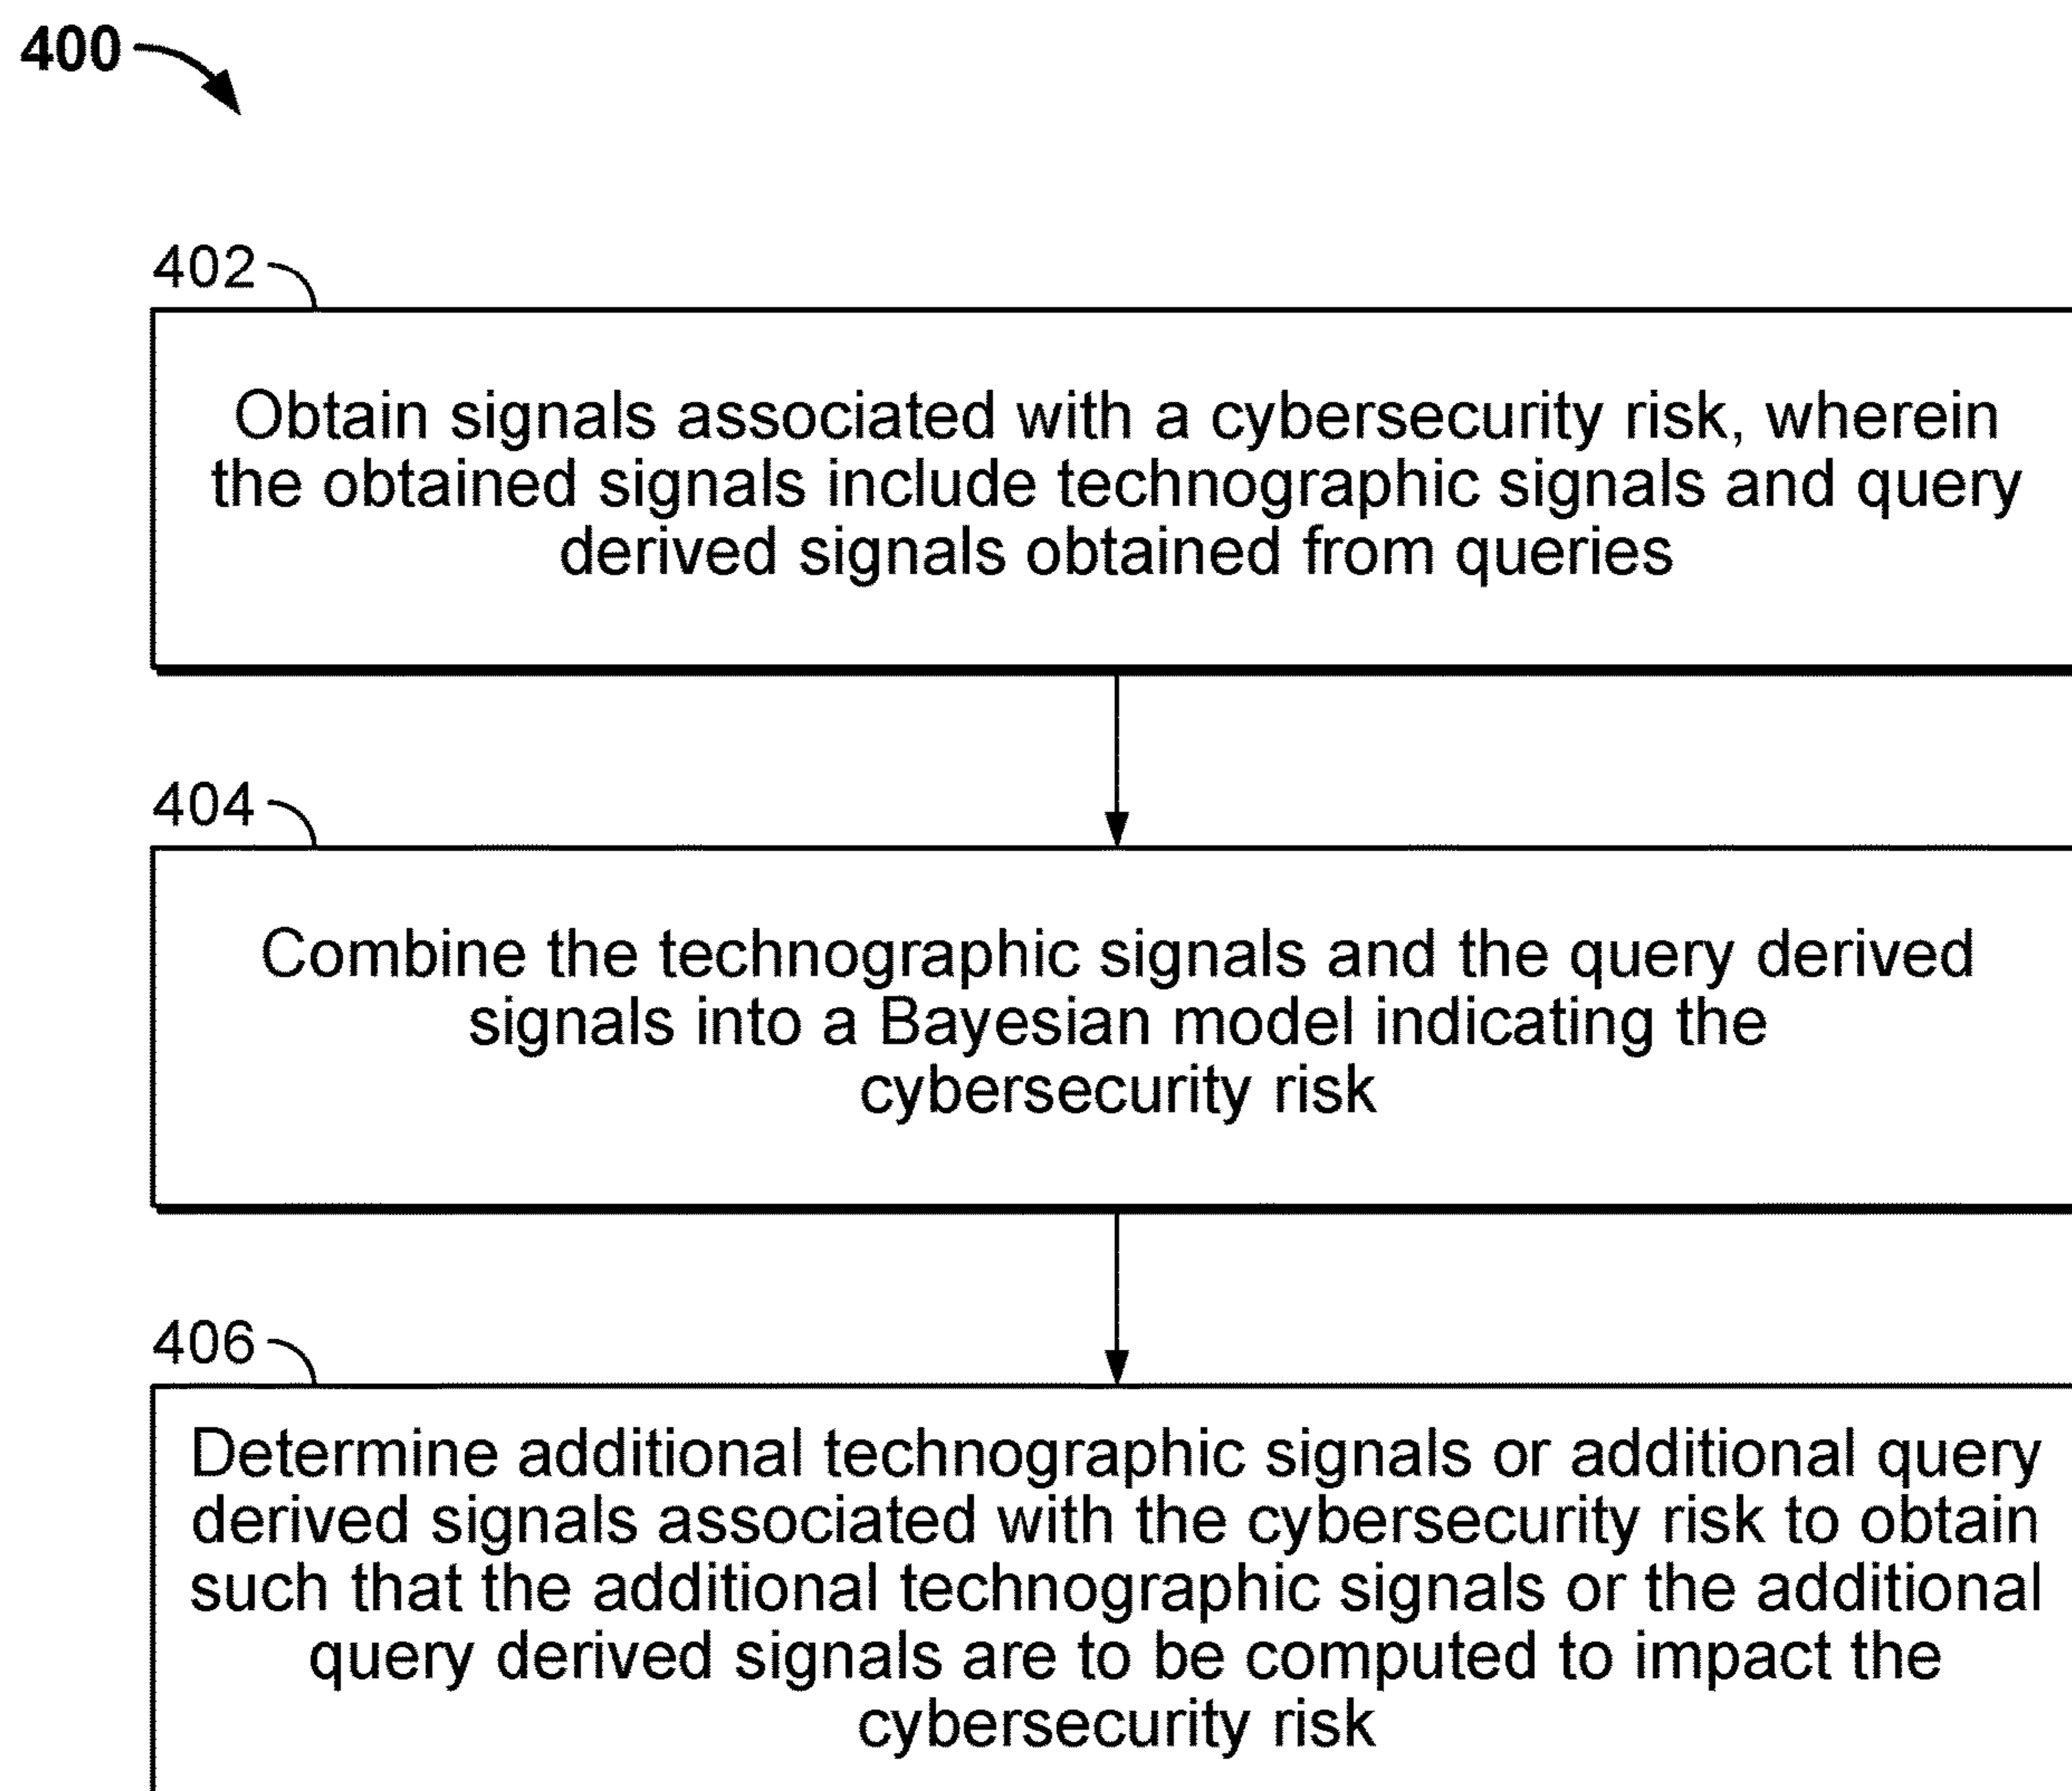 400
402
Obtain signals associated with a cybersecurity risk, wherein
the obtained signals include technographic signals and query
derived signals obtained from queries
404
Combine the technographic signals and the query derived
signals into a Bayesian model indicating the
cybersecurity risk
406
Determine additional technographic signals or additional query
derived signals associated with the cybersecurity risk to obtain
such that the additional technographic signals or the additional
query derived signals are to be computed to impact the
cybersecurity risk